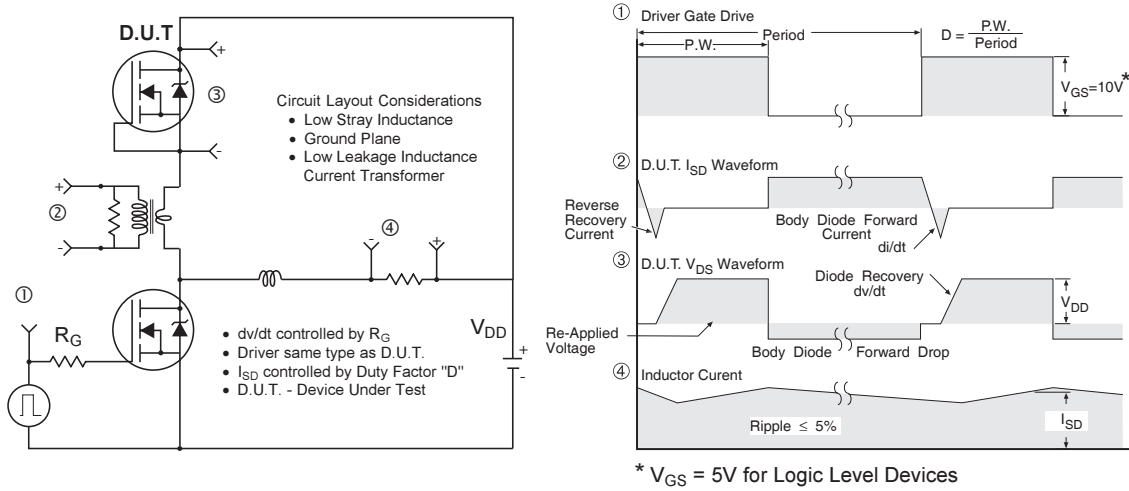 D.U.T
+
-
③
Circuit Layout Considerations
• Low Stray Inductance
• Ground Plane
• Low Leakage Inductance
Current Transformer
+
②
-
④
-
+
①
R_G
• dv/dt controlled by R_G
• Driver same type as D.U.T.
• I_SD controlled by Duty Factor "D"
• D.U.T. - Device Under Test
V_DD
+
-
① Driver Gate Drive
P.W.
Period
D = P.W. / Period
V_GS=10V*
② D.U.T. I_SD Waveform
Reverse
Recovery
Current
Body Diode Forward
Current
di/dt
③ D.U.T. V_DS Waveform
Diode Recovery
dv/dt
V_DD
Re-Applied
Voltage
Body Diode Forward Drop
④ Inductor Curent
Ripple ≤ 5%
I_SD
* V_GS = 5V for Logic Level Devices